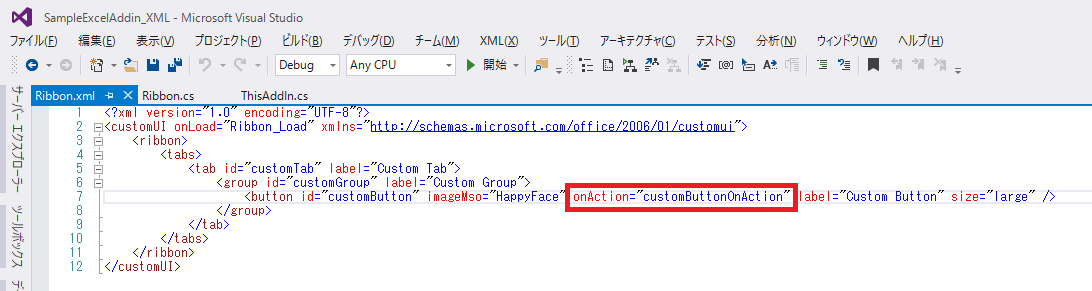 SampleExcelAddin_XML - Microsoft Visual Studio
ファイル(F) 編集(E) 表示(V) プロジェクト(P) ビルド(B) デバッグ(D) チーム(M) XML(X) ツール(T) アーキテクチャ(C) テスト(S) 分析(N) ウィンドウ(W) ヘルプ(H)
Debug Any CPU 開始
サーバー エクスプローラー
ツールボックス
Ribbon.xml Ribbon.cs ThisAddIn.cs
1 <?xml version="1.0" encoding="UTF-8"?>
2 <customUI onLoad="Ribbon_Load" xmlns="http://schemas.microsoft.com/office/2006/01/customui">
3 <ribbon>
4 <tabs>
5 <tab id="customTab" label="Custom Tab">
6 <group id="customGroup" label="Custom Group">
7 <button id="customButton" imageMso="HappyFace" onAction="customButtonOnAction" label="Custom Button" size="large" />
8 </group>
9 </tab>
10 </tabs>
11 </ribbon>
12 </customUI>